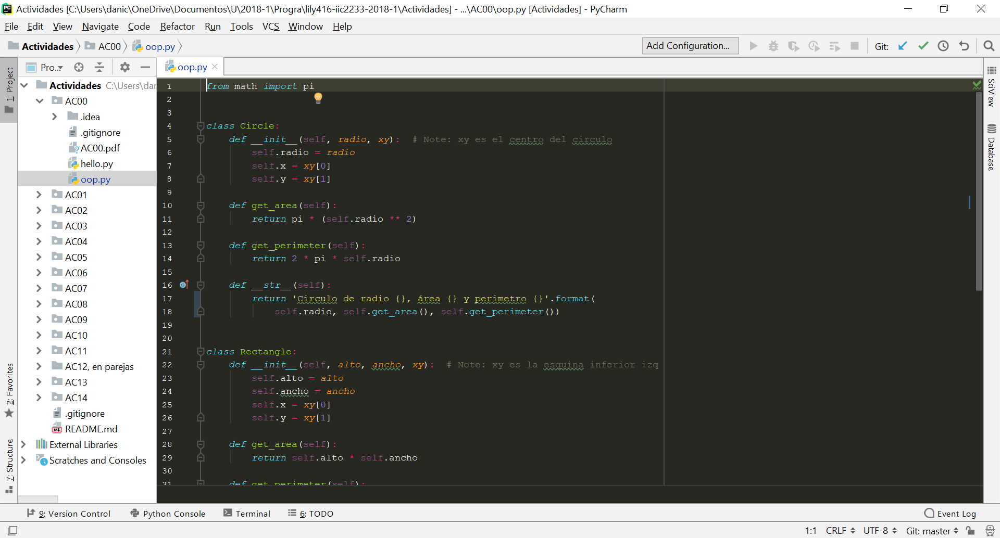 Actividades [C:\Users\danic\OneDrive\Documentos\U\2018-1\Progra\lily416-iic2233-2018-1\Actividades] - ...\AC00\oop.py [Actividades] - PyCharm
File Edit View Navigate Code Refactor Run Tools VCS Window Help
Actividades AC00 oop.py Add Configuration... Git:
Pro... oop.py
1: Project
Actividades C:\Users\dar
AC00
.idea
.gitignore
AC00.pdf
hello.py
oop.py
AC01
AC02
AC03
AC04
AC05
AC06
AC07
AC08
AC09
AC10
AC11
AC12, en parejas
AC13
AC14
.gitignore
README.md
External Libraries
Scratches and Consoles
2: Favorites
7: Structure
1 from math import pi
2
3
4 class Circle:
5 def __init__(self, radio, xy):  # Note: xy es el centro del circulo
6 self.radio = radio
7 self.x = xy[0]
8 self.y = xy[1]
9
10 def get_area(self):
11 return pi * (self.radio ** 2)
12
13 def get_perimeter(self):
14 return 2 * pi * self.radio
15
16 def __str__(self):
17 return 'Circulo de radio {}, área {} y perimetro {}'.format(
18 self.radio, self.get_area(), self.get_perimeter())
19
20
21 class Rectangle:
22 def __init__(self, alto, ancho, xy):  # Note: xy es la esquina inferior izq
23 self.alto = alto
24 self.ancho = ancho
25 self.x = xy[0]
26 self.y = xy[1]
27
28 def get_area(self):
29 return self.alto * self.ancho
30
31 def get_perimeter(self):
SciView
Database
9: Version Control Python Console Terminal 6: TODO Event Log
1:1 CRLF UTF-8 Git: master